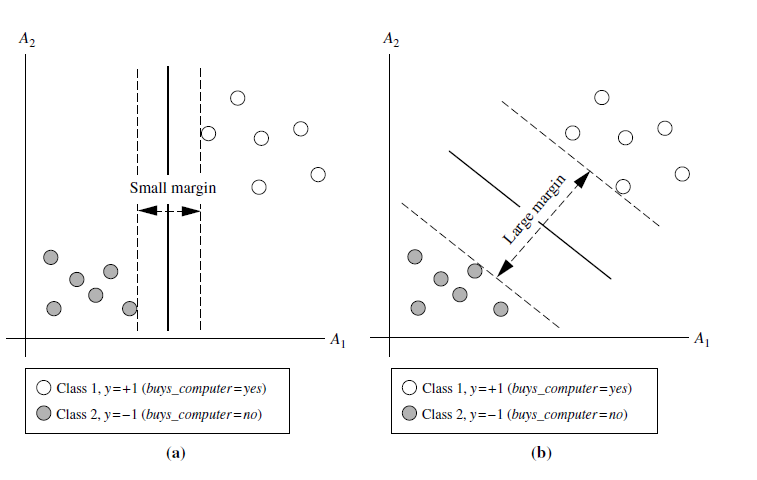 A2
Small margin
A1
Class 1, y=+1 (buys_computer=yes)
Class 2, y=−1 (buys_computer=no)
(a)
A2
Large margin
A1
Class 1, y=+1 (buys_computer=yes)
Class 2, y=−1 (buys_computer=no)
(b)